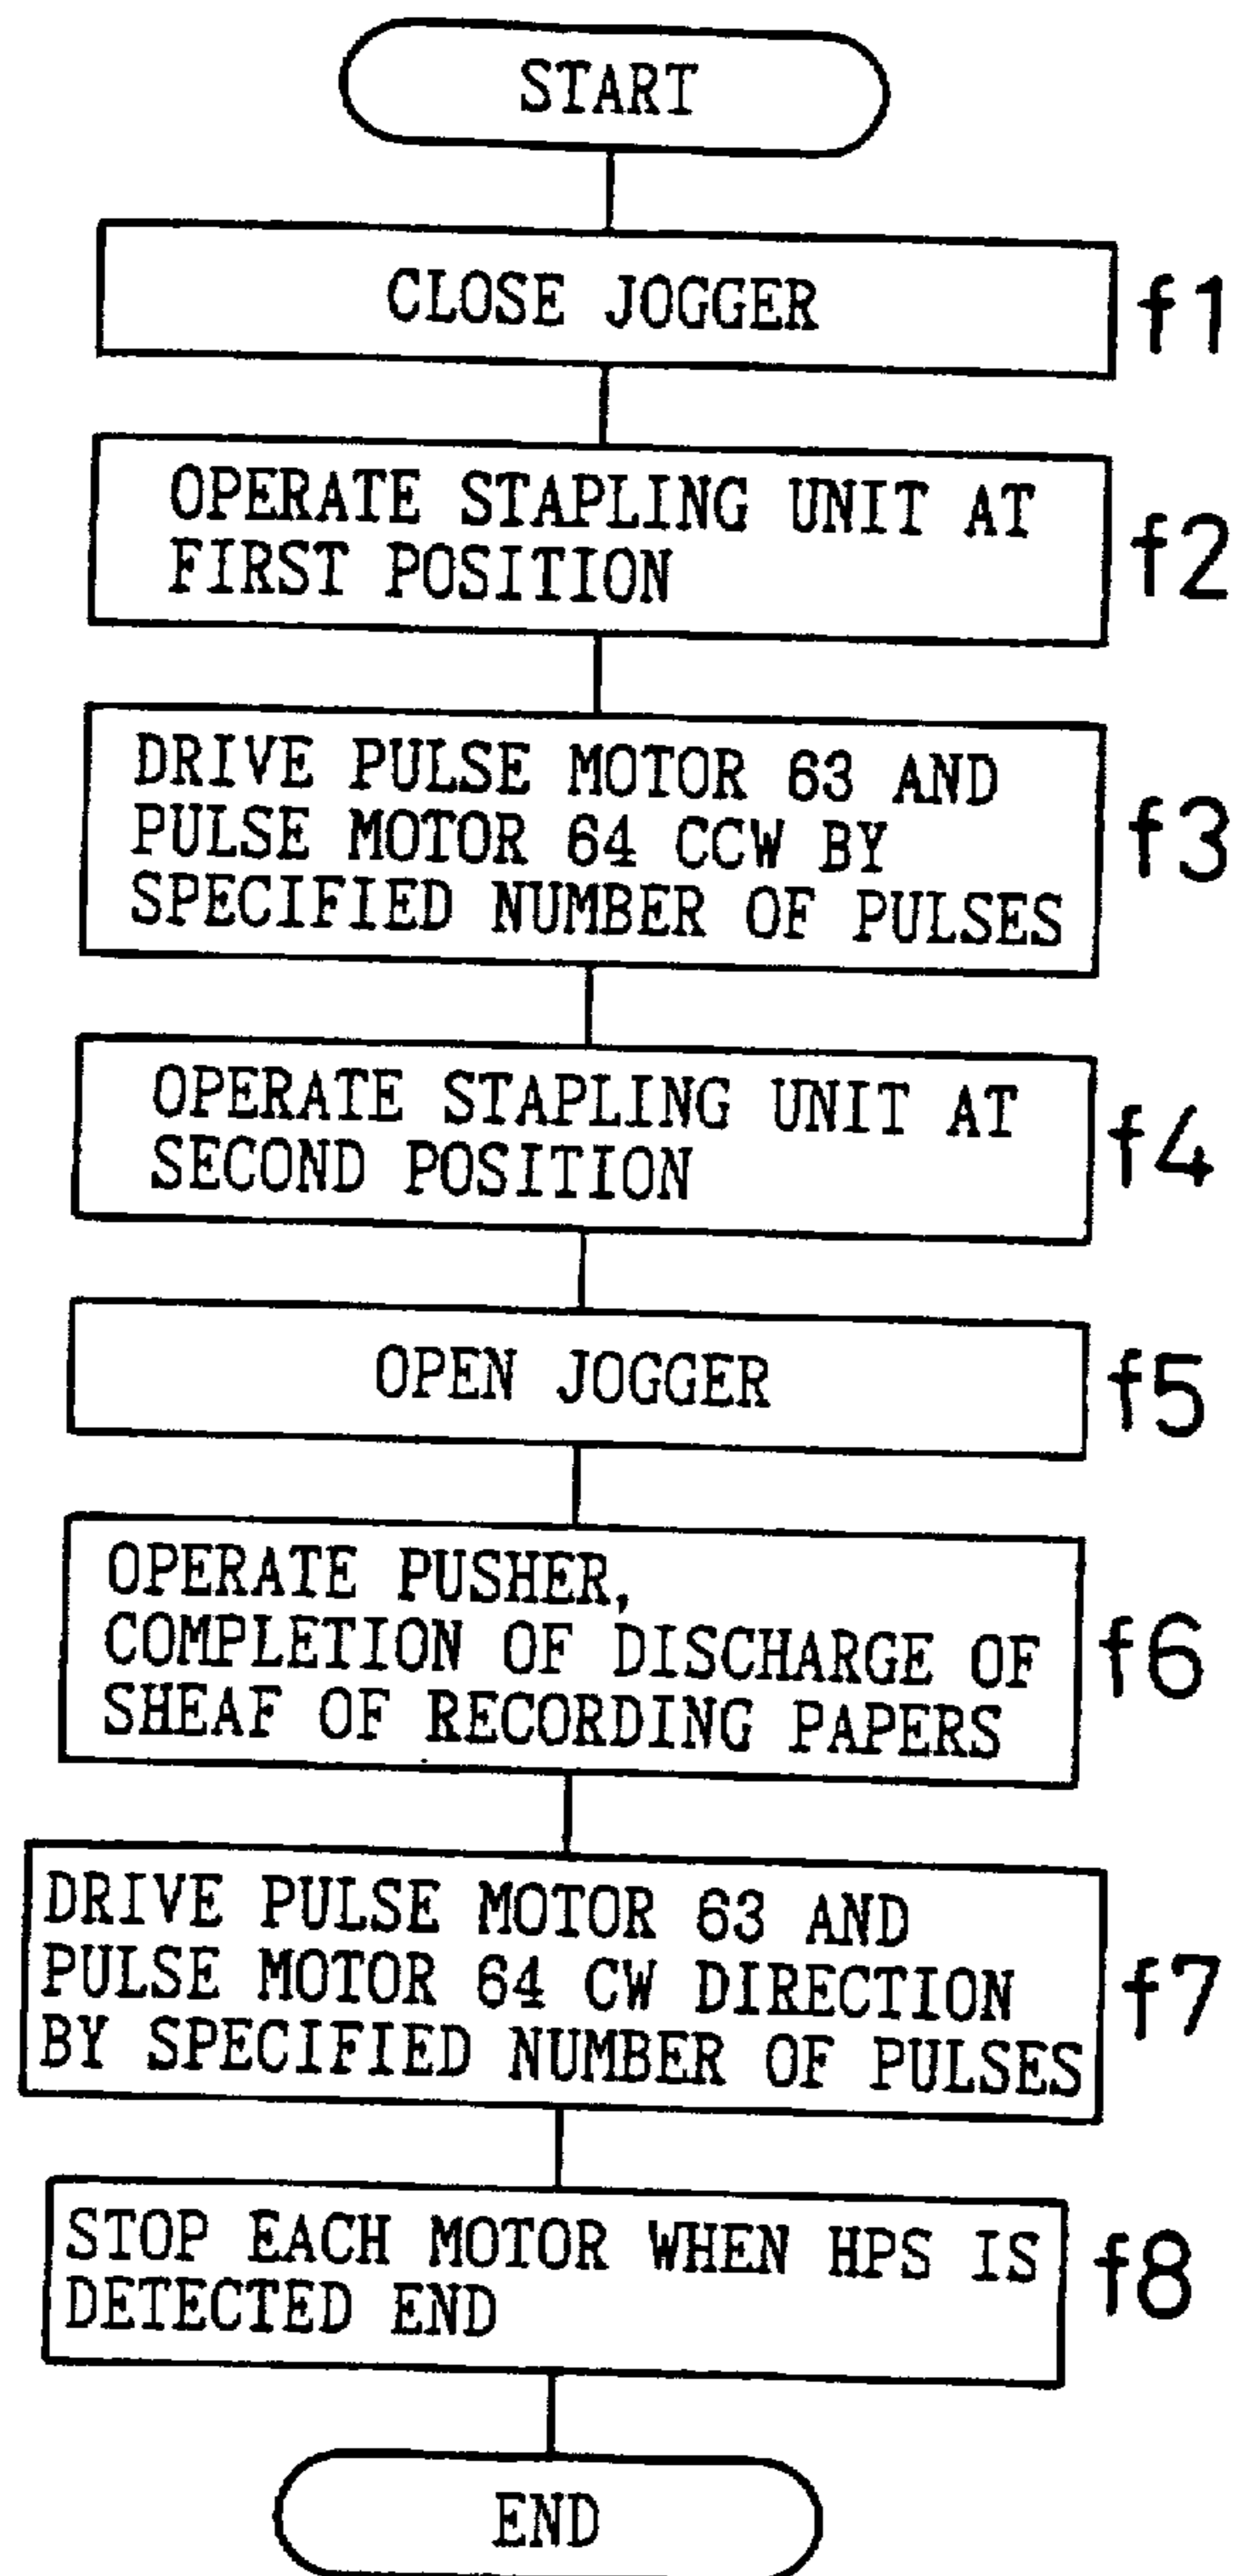 START
CLOSE JOGGER
f1
OPERATE STAPLING UNIT AT
FIRST POSITION
f2
DRIVE PULSE MOTOR 63 AND
PULSE MOTOR 64 CCW BY
SPECIFIED NUMBER OF PULSES
f3
OPERATE STAPLING UNIT AT
SECOND POSITION
f4
OPEN JOGGER
f5
OPERATE PUSHER,
COMPLETION OF DISCHARGE OF
SHEAF OF RECORDING PAPERS
f6
DRIVE PULSE MOTOR 63 AND
PULSE MOTOR 64 CW DIRECTION
BY SPECIFIED NUMBER OF PULSES
f7
STOP EACH MOTOR WHEN HPS IS
DETECTED END
f8
END